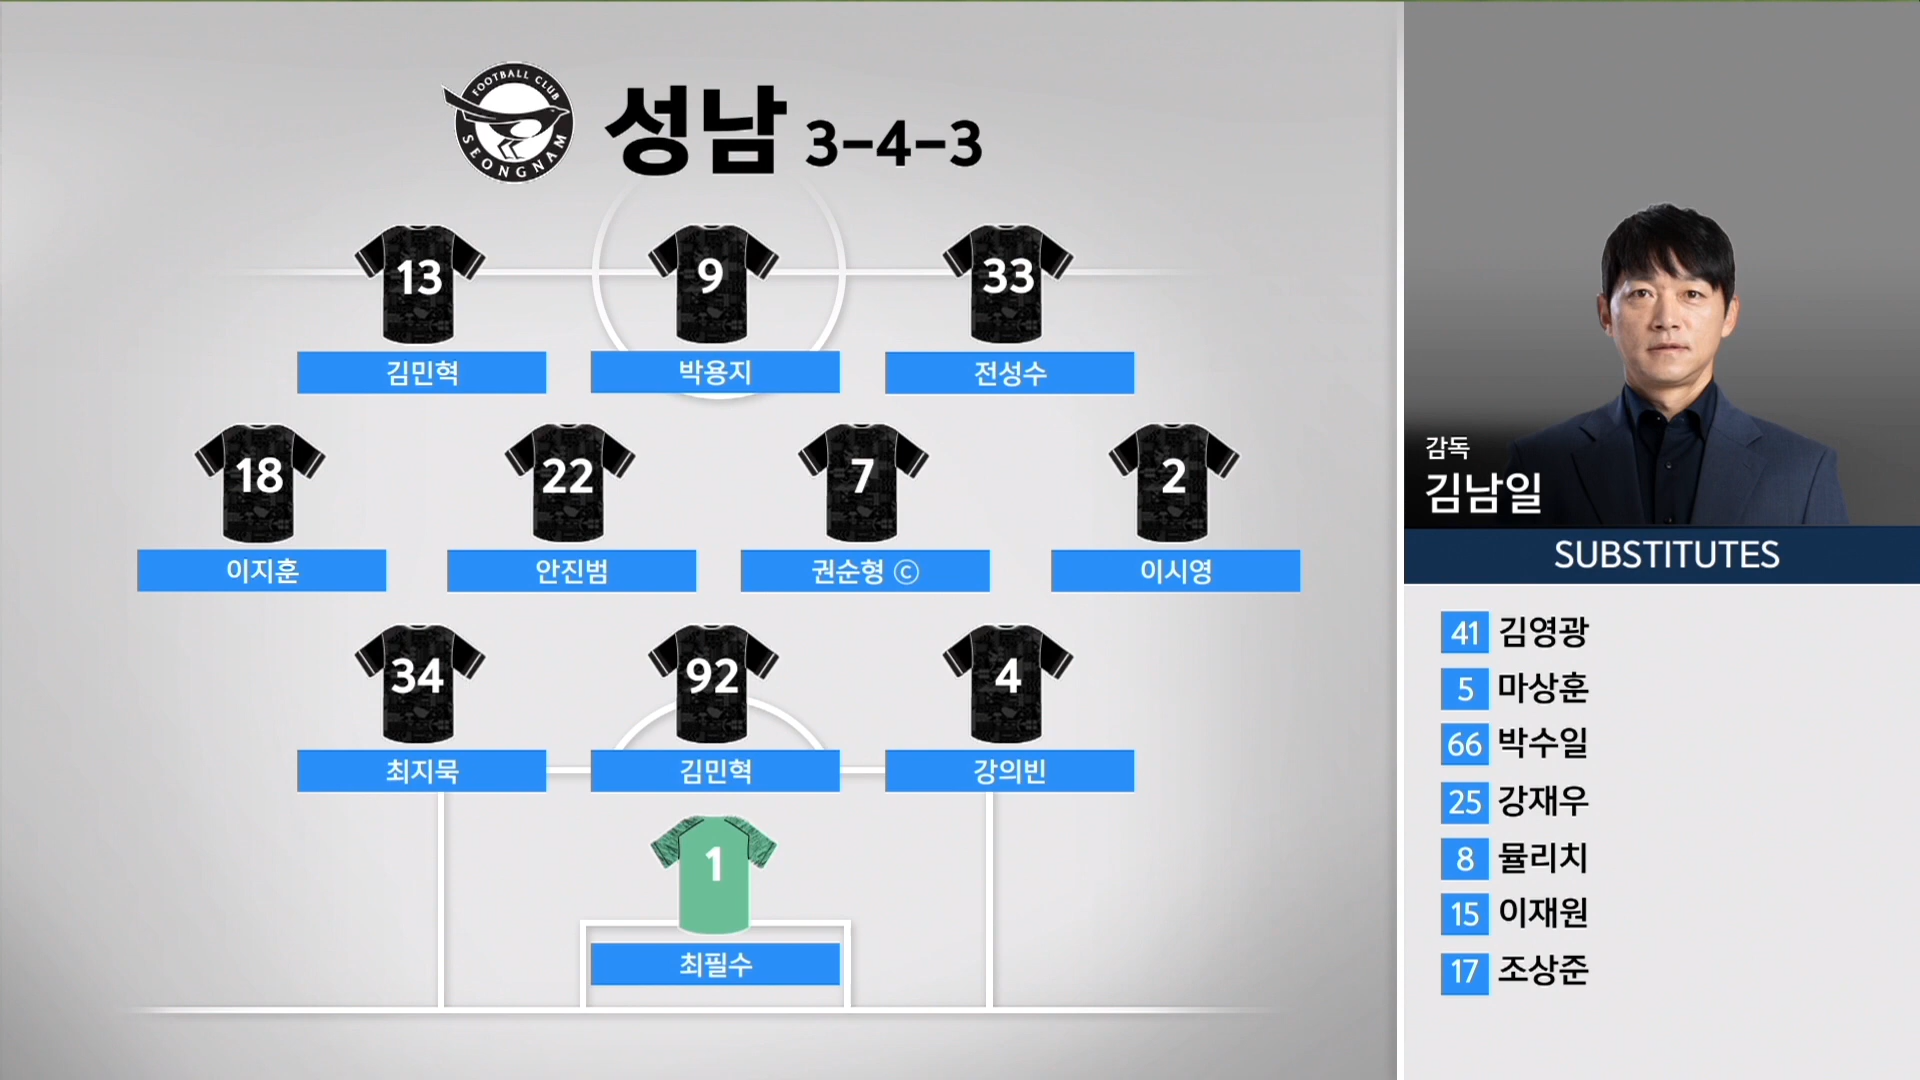 FOOTBALL CLUB
SEONGNAM
성남 3-4-3
13 9 33
김민혁 박용지 전성수
18 22 7 2
이지훈 안진범 권순형 ⓒ 이시영
34 92 4
최지묵 김민혁 강의빈
1
최필수
감독
김남일
SUBSTITUTES
41 김영광
5 마상훈
66 박수일
25 강재우
8 뮬리치
15 이재원
17 조상준